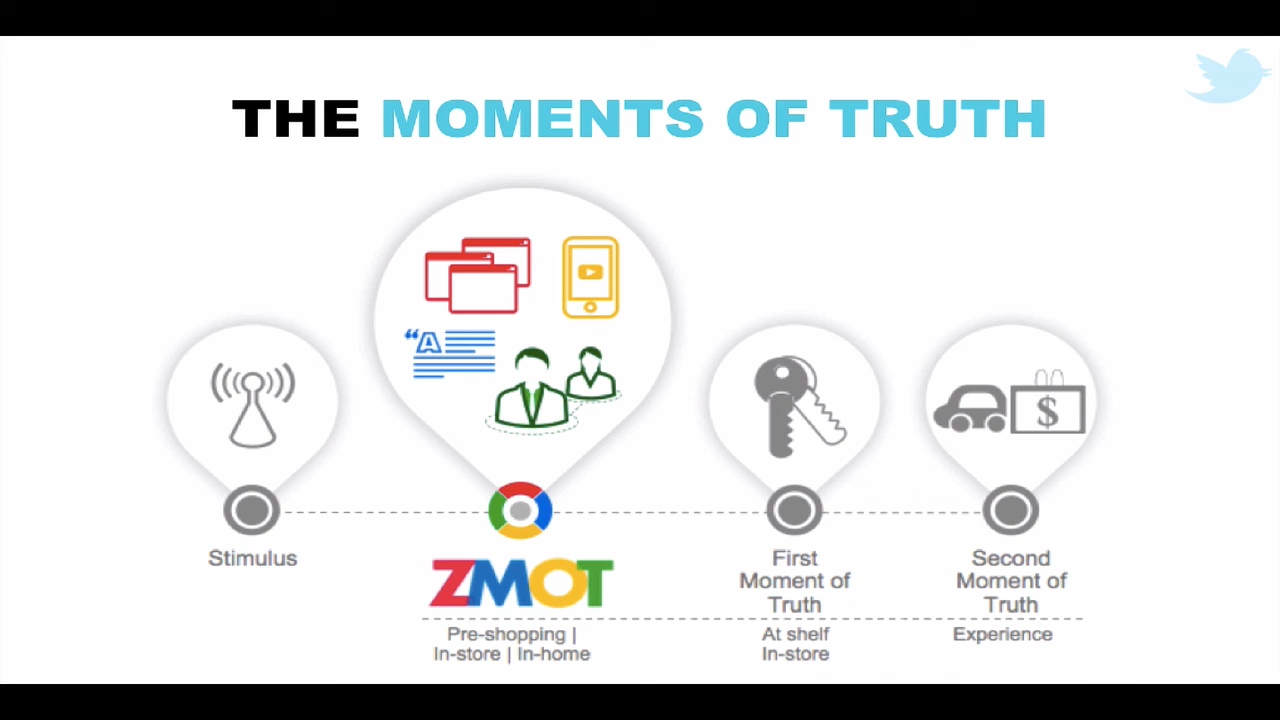 THE MOMENTS OF TRUTH
“A
$
Stimulus
ZMOT
Pre-shopping |
In-store | In-home
First
Moment of
Truth
At shelf
In-store
Second
Moment of
Truth
Experience